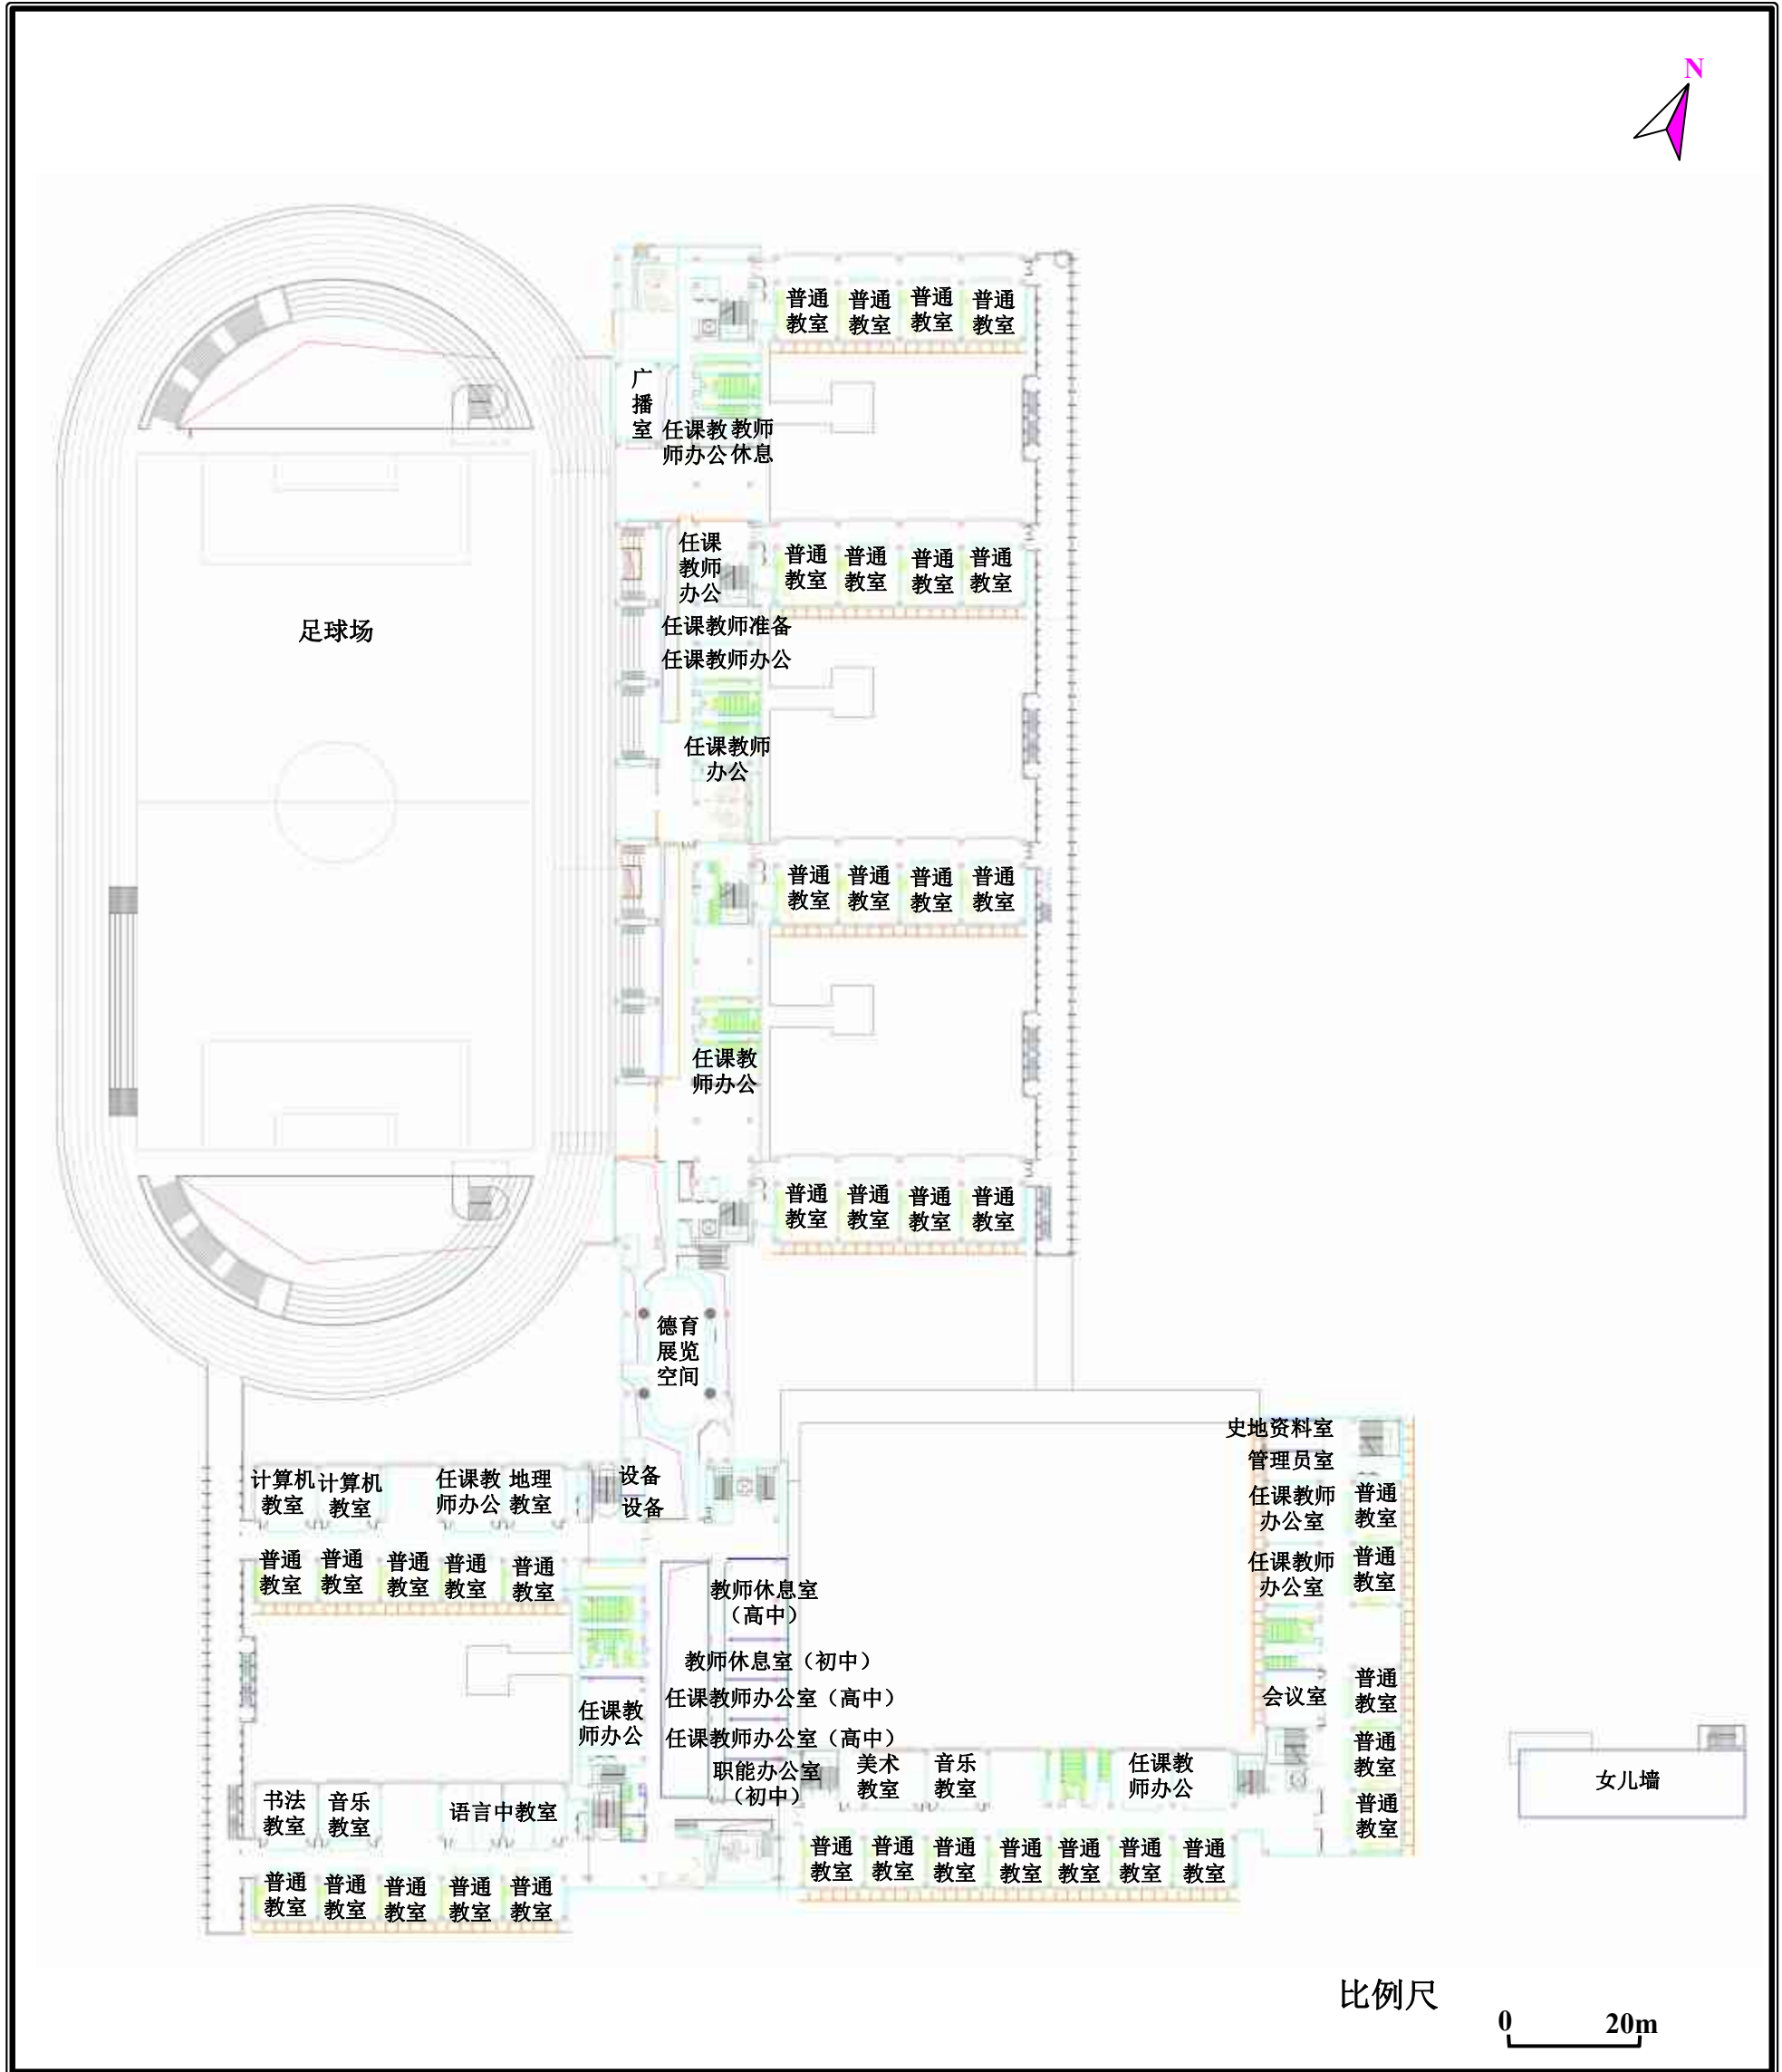 N
普通 普通 普通 普通
教室 教室 教室 教室
广
播
室
任课教 教师
师办公 休息
任课
教师
办公
普通 普通 普通 普通
教室 教室 教室 教室
足球场
任课教师准备
任课教师办公
任课教师
办公
普通 普通 普通 普通
教室 教室 教室 教室
任课教
师办公
普通 普通 普通 普通
教室 教室 教室 教室
德育
展览
空间
史地资料室
管理员室
计算机 计算机 任课教 地理
教室 教室 师办公 教室
设备
设备
任课教师
办公室
普通
教室
普通 普通 普通 普通 普通
教室 教室 教室 教室 教室
任课教师
办公室
普通
教室
教师休息室
（高中）
教师休息室（初中）
任课教师办公室（高中）
任课教师办公室（高中）
职能办公室
（初中）
任课教
师办公
会议室
普通
教室
普通
教室
普通
教室
美术 音乐 任课教
教室 教室 师办公
女儿墙
书法 音乐
教室 教室
语言中教室
普通 普通 普通 普通 普通 普通 普通
教室 教室 教室 教室 教室 教室 教室
普通 普通 普通 普通 普通
教室 教室 教室 教室 教室
比例尺
0 20m